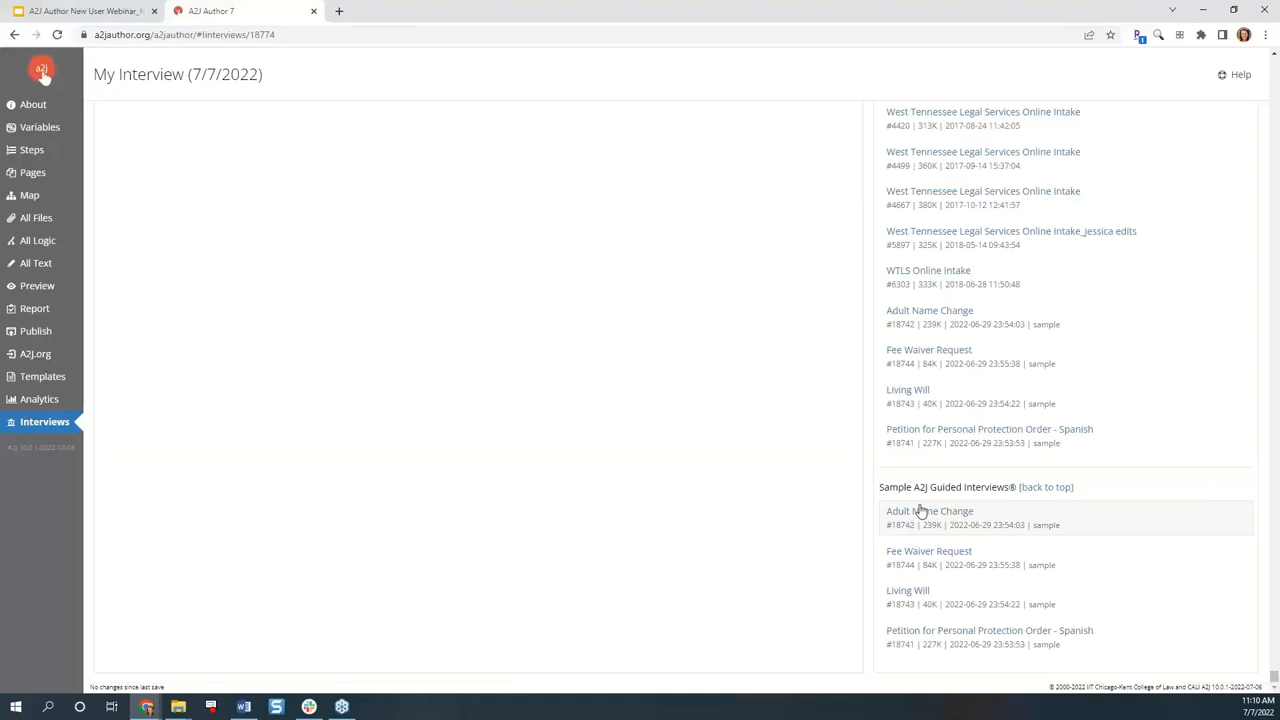 A2J Author New User Webinar_N
A2J Author 7
a2jauthor.org/a2jauthor/#interviews/18774
a2j
My Interview (7/7/2022)
Help
About
Variables
Steps
Pages
Map
All Files
All Logic
All Text
Preview
Report
Publish
A2J.org
Templates
Analytics
Interviews
A2J 10.0.1-2022-07-06
West Tennessee Legal Services Online Intake
#4420 | 313K | 2017-08-24 11:42:05
West Tennessee Legal Services Online Intake
#4499 | 360K | 2017-09-14 15:37:04
West Tennessee Legal Services Online Intake
#4667 | 380K | 2017-10-12 12:41:57
West Tennessee Legal Services Online Intake_Jessica edits
#5897 | 325K | 2018-05-14 09:43:54
WTLS Online Intake
#6303 | 333K | 2018-06-28 11:50:48
Adult Name Change
#18742 | 239K | 2022-06-29 23:54:03 | sample
Fee Waiver Request
#18744 | 84K | 2022-06-29 23:55:38 | sample
Living Will
#18743 | 40K | 2022-06-29 23:54:22 | sample
Petition for Personal Protection Order - Spanish
#18741 | 227K | 2022-06-29 23:53:53 | sample
Sample A2J Guided Interviews® [back to top]
Adult Name Change
#18742 | 239K | 2022-06-29 23:54:03 | sample
Fee Waiver Request
#18744 | 84K | 2022-06-29 23:55:38 | sample
Living Will
#18743 | 40K | 2022-06-29 23:54:22 | sample
Petition for Personal Protection Order - Spanish
#18741 | 227K | 2022-06-29 23:53:53 | sample
No changes since last save
© 2000-2022 IIT Chicago-Kent College of Law and CALI A2J 10.0.1-2022-07-06
11:10 AM
7/7/2022